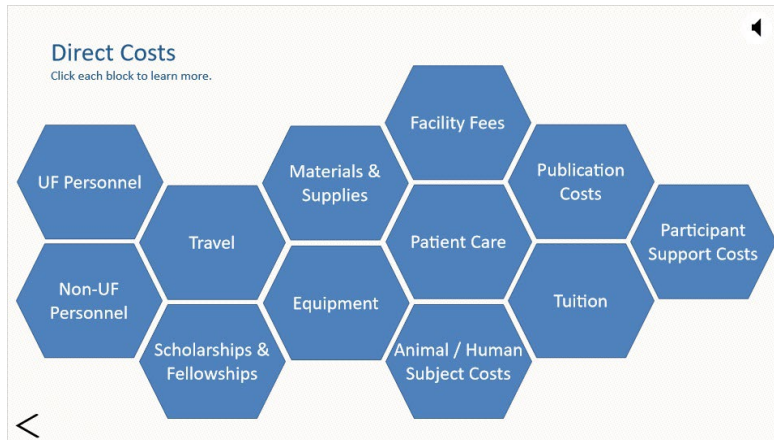 Direct Costs
Click each block to learn more.
UF Personnel
Non-UF
Personnel
Travel
Scholarships &
Fellowships
Materials &
Supplies
Equipment
Facility Fees
Patient Care
Animal / Human
Subject Costs
Publication
Costs
Tuition
Participant
Support Costs